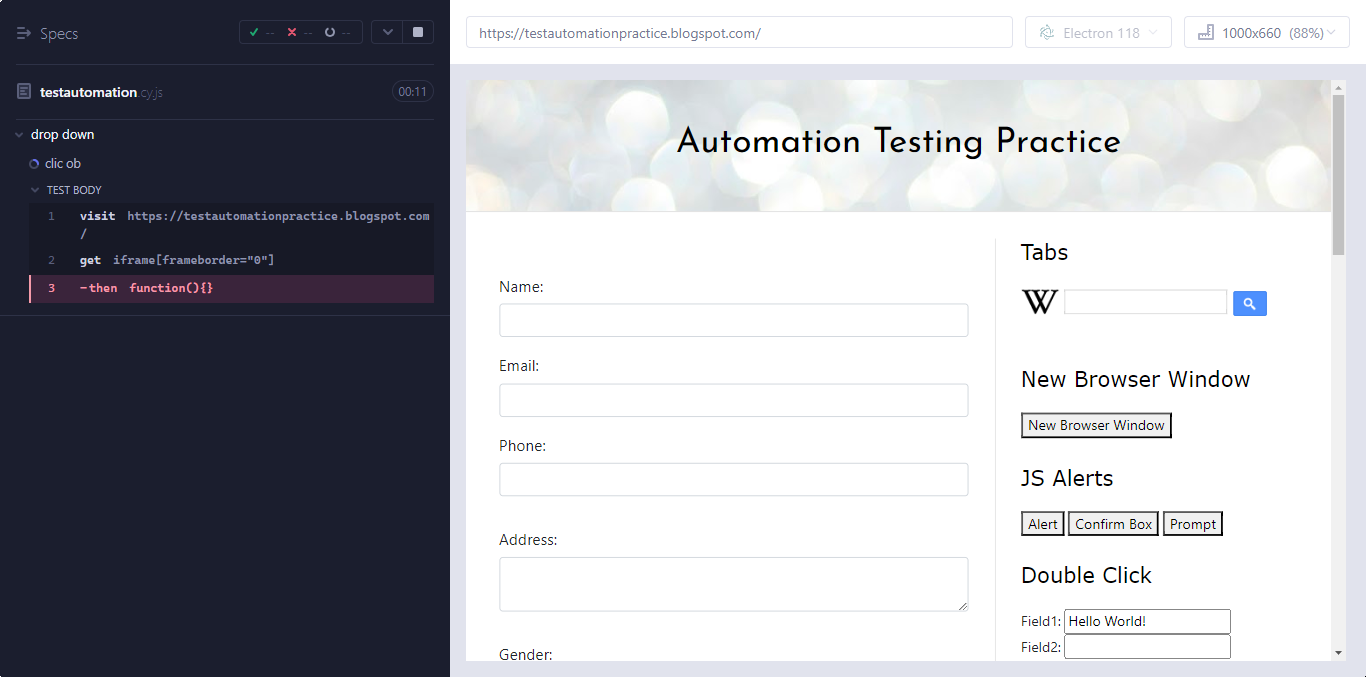 Specs
-- -- --
testautomation cy.js
00:11
drop down
clic ob
TEST BODY
1 visit https://testautomationpractice.blogspot.com
/
2 get iframe[frameborder="0"]
3 -then function(){}
https://testautomationpractice.blogspot.com/
Electron 118
1000x660 (88%)
Automation Testing Practice
Name:
Email:
Phone:
Address:
Gender:
Tabs
W
New Browser Window
New Browser Window
JS Alerts
Alert Confirm Box Prompt
Double Click
Field1: Hello World!
Field2: